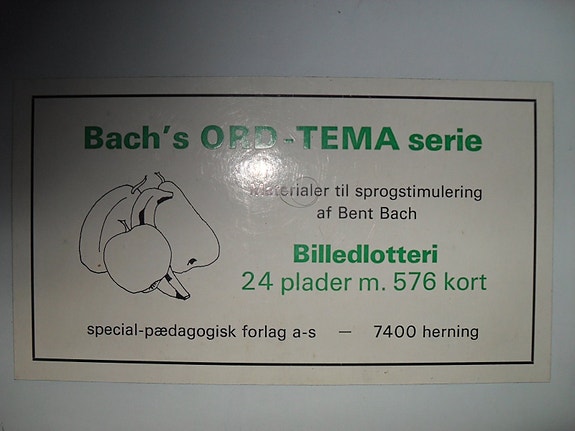 Bach's ORD-TEMA serie
materialer til sprogstimulering
af Bent Bach
Billedlotteri
24 plader m. 576 kort
special-pædagogisk forlag a-s — 7400 herning